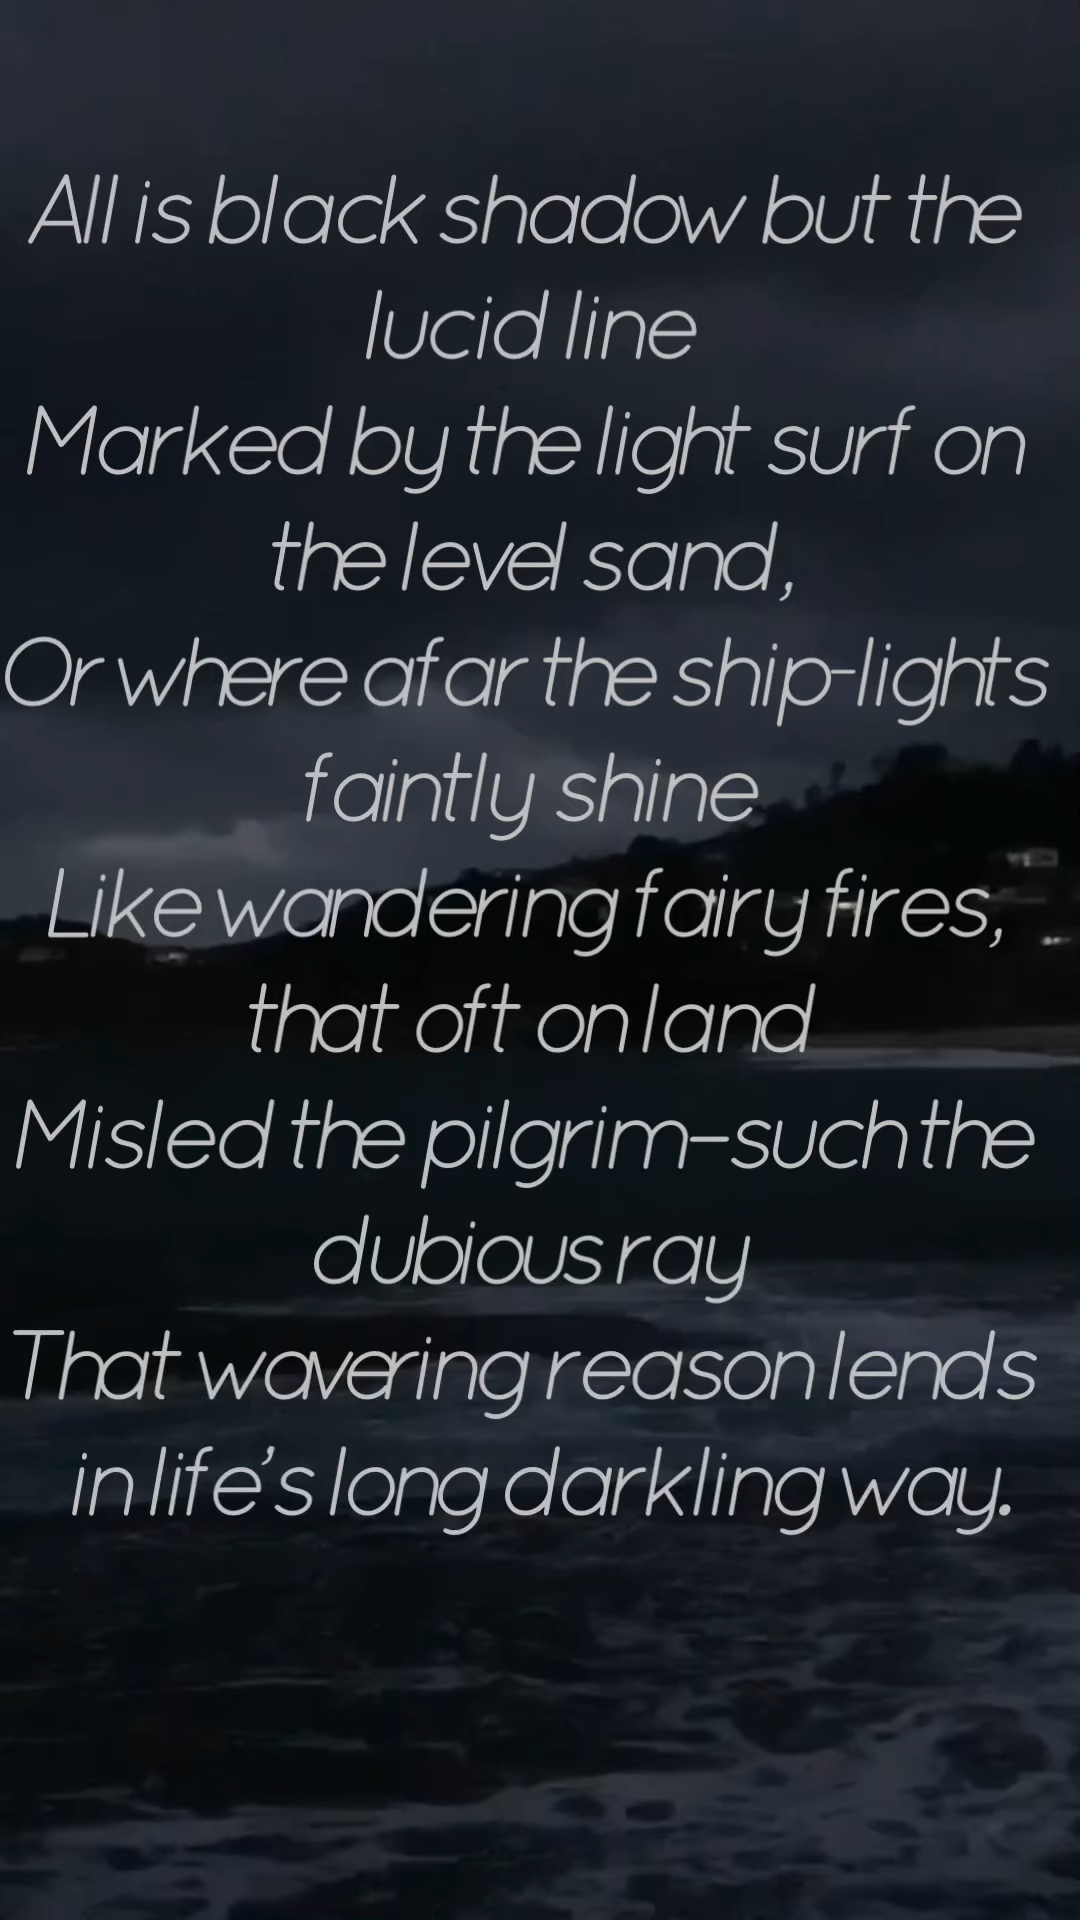 All is black shadow but the
lucid line
Marked by the light surf on
the level sand,
Or where afar the ship-lights
faintly shine
Like wandering fairy fires,
that oft on land
Misled the pilgrim–such the
dubious ray
That wavering reason lends
in life’s long darkling way.